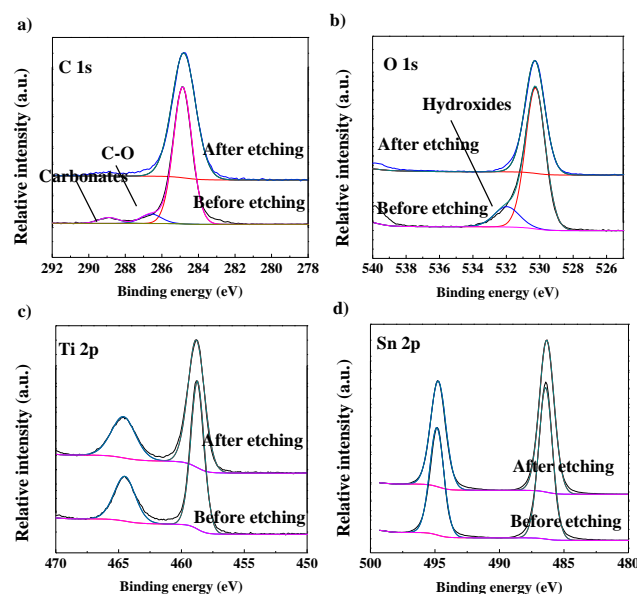 a)
C 1s
After etching
C-O
Carbonates
Before etching
Relative intensity (a.u.)
292 290 288 286 284 282 280 278
Binding energy (eV)
b)
O 1s
Hydroxides
After etching
Before etching
Relative intensity (a.u.)
540 538 536 534 532 530 528 526
Binding energy (eV)
c)
Ti 2p
After etching
Before etching
Relative intensity (a.u.)
470 465 460 455 450
Binding energy (eV)
d)
Sn 2p
After etching
Before etching
Relative intensity (a.u.)
500 495 490 485 480
Binding energy (eV)